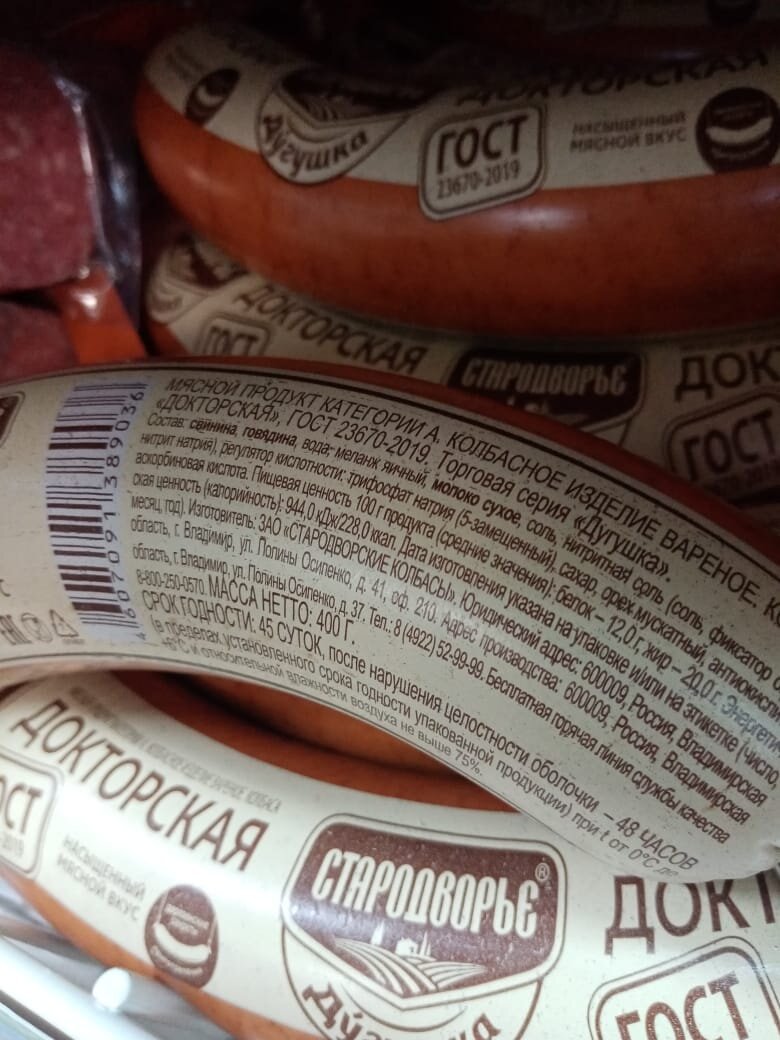 Дугушка
ГОСТ
23670-2019
ДОКТОРСКАЯ
НАСЫЩЕННЫЙ
МЯСНОЙ ВКУС
ДОКТОРСКАЯ
ГОСТ
СТАРОДВОРЬЕ
ДОК
ГОСТ
МЯСНОЙ ПРОДУКТ КАТЕГОРИИ А. КОЛБАСНОЕ ИЗДЕЛИЕ ВАРЕНОЕ.
«ДОКТОРСКАЯ», ГОСТ 23670-2019. Торговая серия «Дугушка».
Состав: свинина, говядина, вода, меланж яичный, молоко сухое, соль, нитритная соль (соль, фиксатор
нитрит натрия), регулятор кислотности: трифосфат натрия (5-замещенный), сахар, орех мускатный,
аскорбиновая кислота. Пищевая ценность 100 г продукта (средние значения): белок – 12,0 г, жир – 20,0 г.
ская ценность (калорийность): 944,0 кДж/228,0 ккал. Дата изготовления указана на упаковке и/или на этикетке (число,
месяц, год). Изготовитель: ЗАО «СТАРОДВОРСКИЕ КОЛБАСЫ». Юридический адрес: 600009, Россия, Владимирская
область, г. Владимир, ул. Полины Осипенко, д. 41, оф. 210. Адрес производства: 600009, Россия, Владимирская
область, г. Владимир, ул. Полины Осипенко, д. 37. Тел.: 8 (4922) 52-99-99. Бесплатная горячая линия службы качества
8-800-250-0570. МАССА НЕТТО: 400 Г.
СРОК ГОДНОСТИ: 45 СУТОК, после нарушения целостности оболочки – 48 ЧАСОВ
(в пределах установленного срока годности упакованной продукции) при t от 0°С до
+6°С и относительной влажности воздуха не выше 75%.
4 607091 389036
EAC
ДОКТОРСКАЯ
ОСТ
НАСЫЩЕННЫЙ
МЯСНОЙ ВКУС
СТАРОДВОРЬЕ®
Дугушка
ДОКТ
ГОСТ